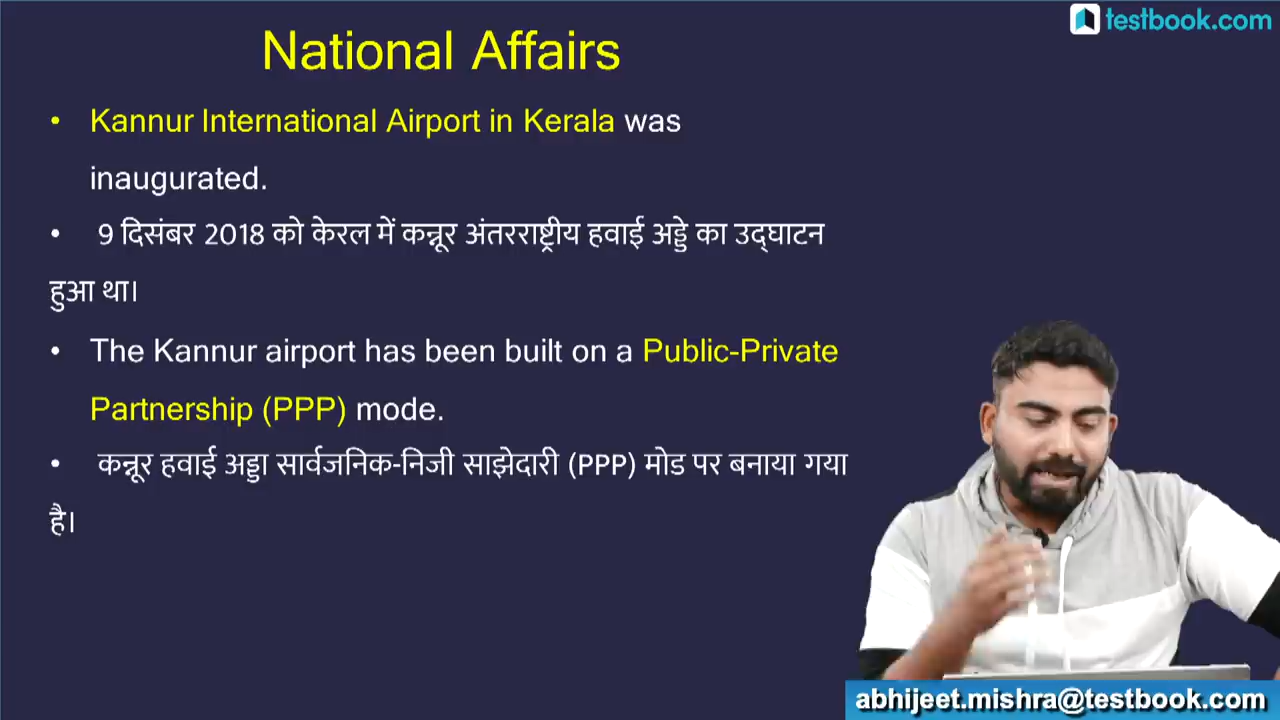 testbook.com
National Affairs
• Kannur International Airport in Kerala was
inaugurated.
• 9 दिसंबर 2018 को केरल में कन्नूर अंतरराष्ट्रीय हवाई अड्डे का उद्घाटन
हुआ था।
• The Kannur airport has been built on a Public-Private
Partnership (PPP) mode.
• कन्नूर हवाई अड्डा सार्वजनिक-निजी साझेदारी (PPP) मोड पर बनाया गया
है।
abhijeet.mishra@testbook.com